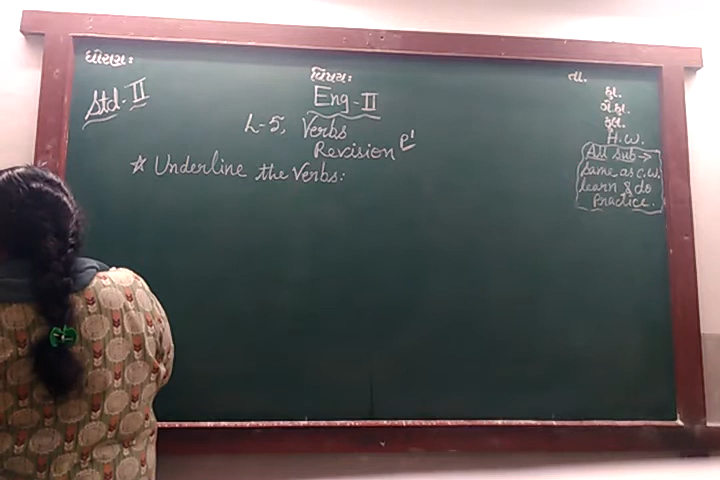 ધોરણ:
વિષય:
તા.
Std-II
Eng-II
L-5, Verbs
Revision
☆ Underline the Verbs:
કુ.
ગે.હા.
કુલ.
H.W.
All Sub→
Same as C.W.
learn & do
Practice.